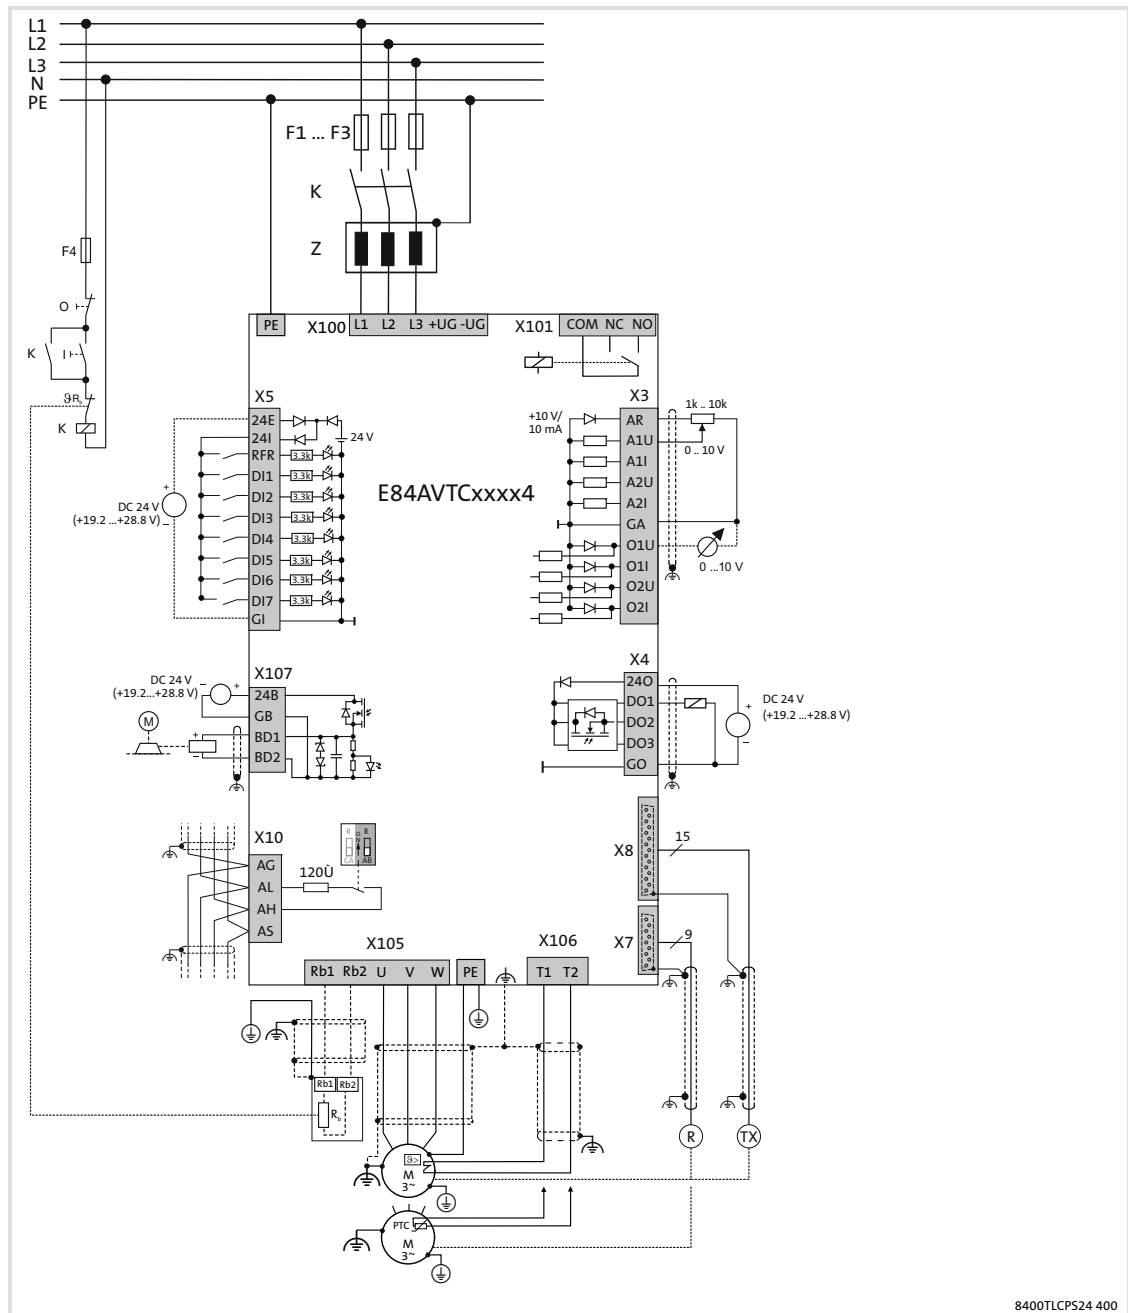 L1
L2
L3
N
PE
F1 ... F3
K
Z
F4
O
K
I
ϑRb
K
PE
X100
L1 L2 L3 +UG -UG
X101
COM NC NO
X5
24E
24I
RFR
DI1
DI2
DI3
DI4
DI5
DI6
DI7
GI
24 V
3.3k
3.3k
3.3k
3.3k
3.3k
3.3k
3.3k
3.3k
DC 24 V
(+19.2 ...+28.8 V)
+
–
E84AVTCxxxx4
X3
+10 V/
10 mA
AR
A1U
A1I
A2U
A2I
GA
O1U
O1I
O2U
O2I
1k .. 10k
0 .. 10 V
0 ...10 V
X107
DC 24 V
(+19.2...+28.8 V)
–
+
24B
GB
BD1
BD2
M
+
–
X4
24O
DO1
DO2
DO3
GO
DC 24 V
(+19.2 ...+28.8 V)
+
–
X10
AG
AL
AH
AS
120Ù
R
CA
ON
R
AB
X8
15
X7
9
X105
Rb1 Rb2 U V W
PE
X106
T1 T2
Rb1 Rb2
Rb
R
TX
ϑ>
M
3~
PTC
M
3~
8400TLCPS24 400